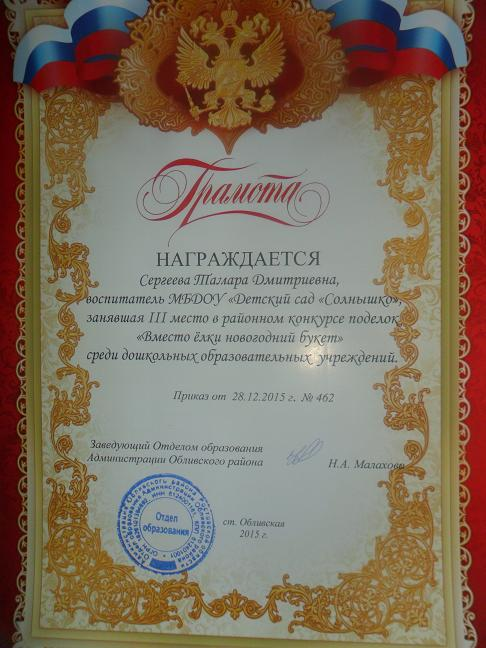 Грамота
НАГРАЖДАЕТСЯ
Сергеева Тамара Дмитриевна,
воспитатель МБДОУ «Детский сад «Солнышко»,
занявшая III место в районном конкурсе поделок
«Вместо ёлки новогодний букет»
среди дошкольных образовательных учреждений.
Приказ от 28.12.2015 г. № 462
Заведующий Отделом образования
Администрации Обливского района
Н.А. Малахова
Отдел
образования
ст. Обливская
2015 г.